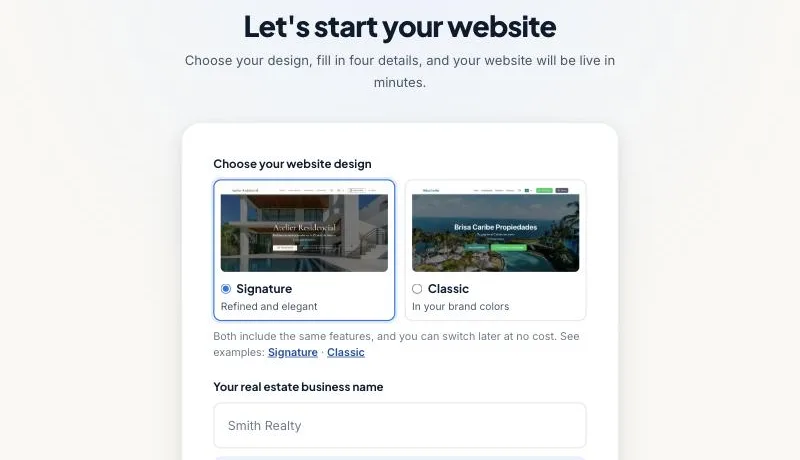 Let's start your website
Choose your design, fill in four details, and your website will be live in
minutes.
Choose your website design
Atelier Residencial
Brisa Caribe Propiedades
Signature
Classic
Refined and elegant
In your brand colors
Both include the same features, and you can switch later at no cost. See
examples: Signature · Classic
Your real estate business name
Smith Realty